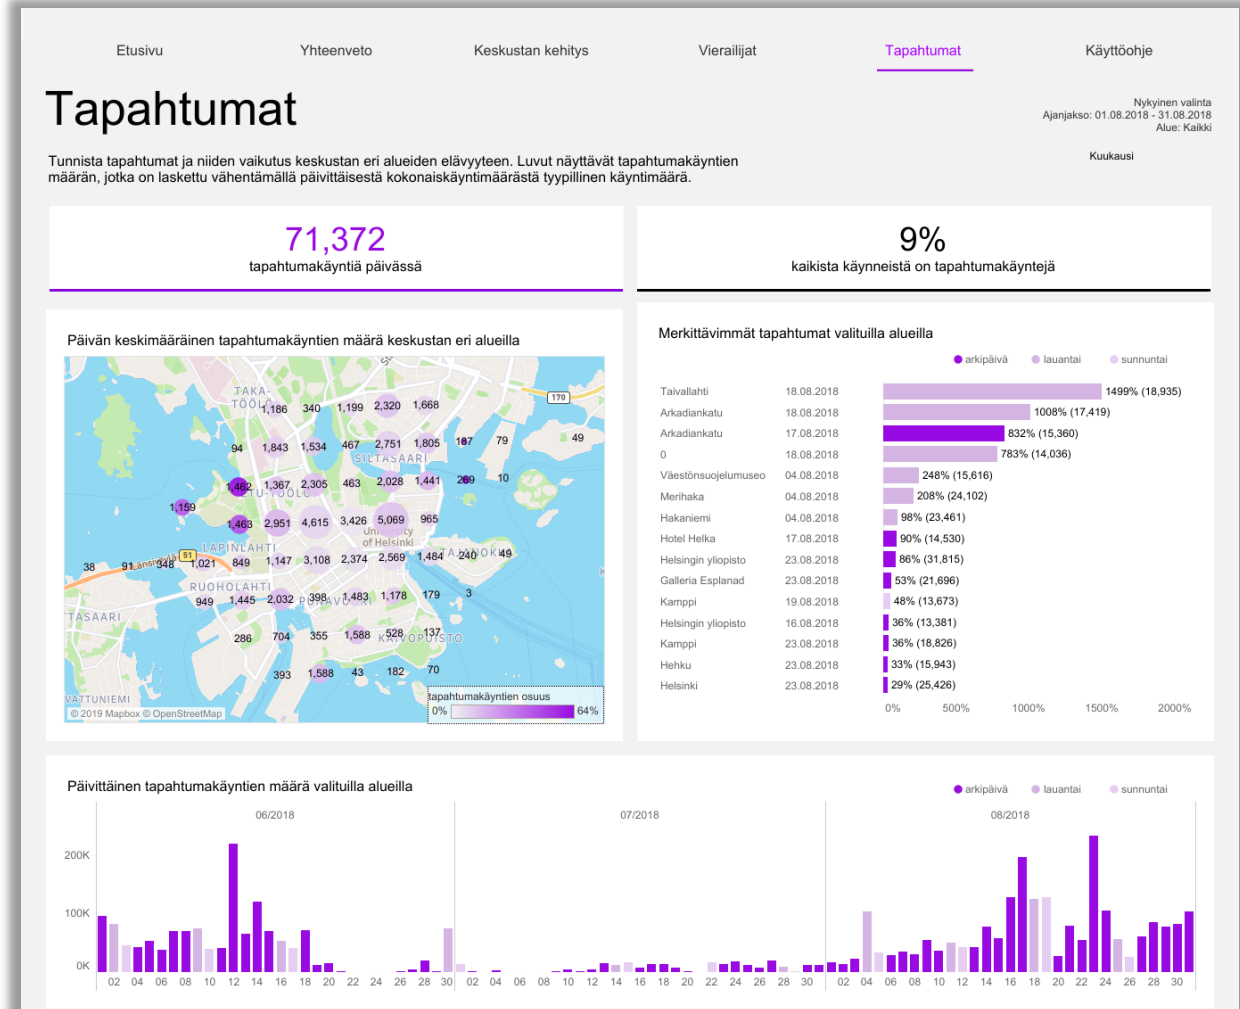 Etusivu
Yhteenveto
Keskustan kehitys
Vierailijat
Tapahtumat
Käyttöohje
Tapahtumat
Nykyinen valinta
Ajanjakso: 01.08.2018 - 31.08.2018
Alue: Kaikki
Kuukausi
Tunnista tapahtumat ja niiden vaikutus keskustan eri alueiden elävyyteen. Luvut näyttävät tapahtumakäyntien
määrän, jotka on laskettu vähentämällä päivittäisestä kokonaiskäyntimäärästä tyypillinen käyntimäärä.
71,372
tapahtumakäyntiä päivässä
9%
kaikista käynneistä on tapahtumakäyntejä
Päivän keskimääräinen tapahtumakäyntien määrä keskustan eri alueilla
170
TAKA-
TÖÖLÖ
1,186 340 1,199 2,320 1,668
94 1,843 1,534 467 2,751 1,805 187 79 49
SILTASAARI
1,462 1,367 2,305 463 2,028 1,441 269 10
ETU-TÖÖLÖ
1,159
1,463 2,951 4,615 3,426 5,069 965
University
of Helsinki
LAPINLAHTI
51
Länsiväylä
38 91 348 1,021 849 1,147 3,108 2,374 2,569 1,484 240 49
RUOHOLAHTI
949 1,445 2,032 398 1,483 1,178 179 3
PUNAVUORI
TASAARI
286 704 355 1,588 528 137
KAIVOPUISTO
393 1,588 43 182 70
VATTUNIEMI
© 2019 Mapbox © OpenStreetMap
tapahtumakäyntien osuus
0% 64%
Merkittävimmät tapahtumat valituilla alueilla
arkipäivä lauantai sunnuntai
Taivallahti 18.08.2018 1499% (18,935)
Arkadiankatu 18.08.2018 1008% (17,419)
Arkadiankatu 17.08.2018 832% (15,360)
0 18.08.2018 783% (14,036)
Väestönsuojelumuseo 04.08.2018 248% (15,616)
Merihaka 04.08.2018 208% (24,102)
Hakaniemi 04.08.2018 98% (23,461)
Hotel Helka 17.08.2018 90% (14,530)
Helsingin yliopisto 23.08.2018 86% (31,815)
Galleria Esplanad 23.08.2018 53% (21,696)
Kamppi 19.08.2018 48% (13,673)
Helsingin yliopisto 16.08.2018 36% (13,381)
Kamppi 23.08.2018 36% (18,826)
Hehku 23.08.2018 33% (15,943)
Helsinki 23.08.2018 29% (25,426)
0% 500% 1000% 1500% 2000%
Päivittäinen tapahtumakäyntien määrä valituilla alueilla
arkipäivä lauantai sunnuntai
06/2018 07/2018 08/2018
200K
100K
0K
02 04 06 08 10 12 14 16 18 20 22 24 26 28 30 02 04 06 08 10 12 14 16 18 20 22 24 26 28 30 02 04 06 08 10 12 14 16 18 20 22 24 26 28 30